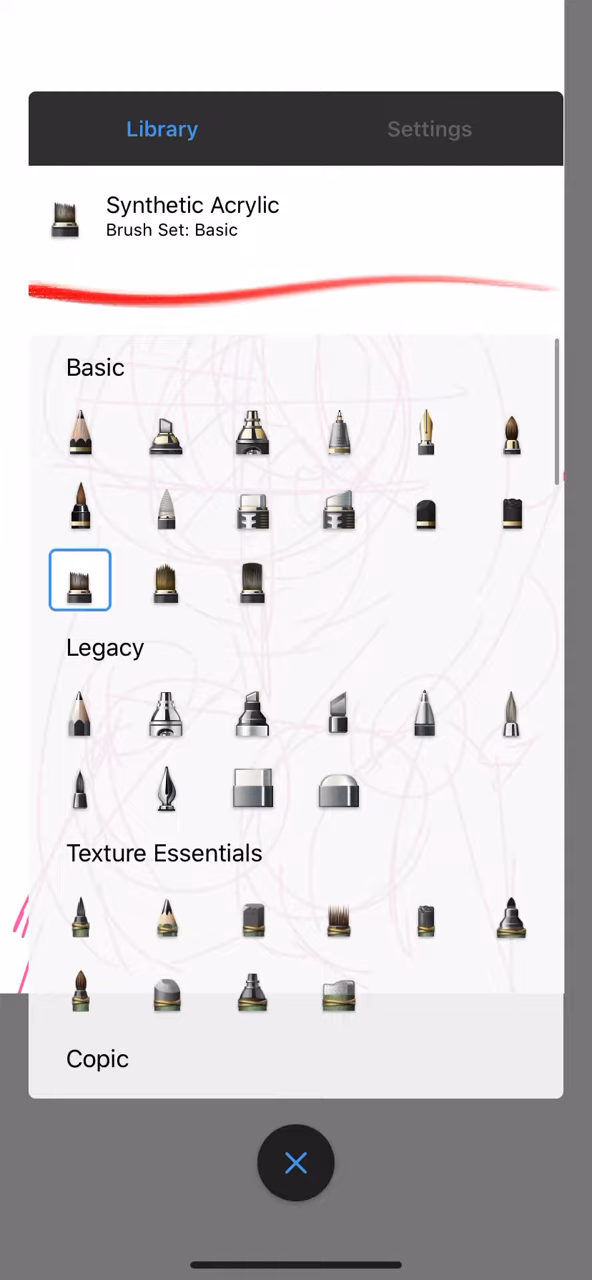 Library
Settings
Synthetic Acrylic
Brush Set: Basic
Basic
Legacy
Texture Essentials
Copic